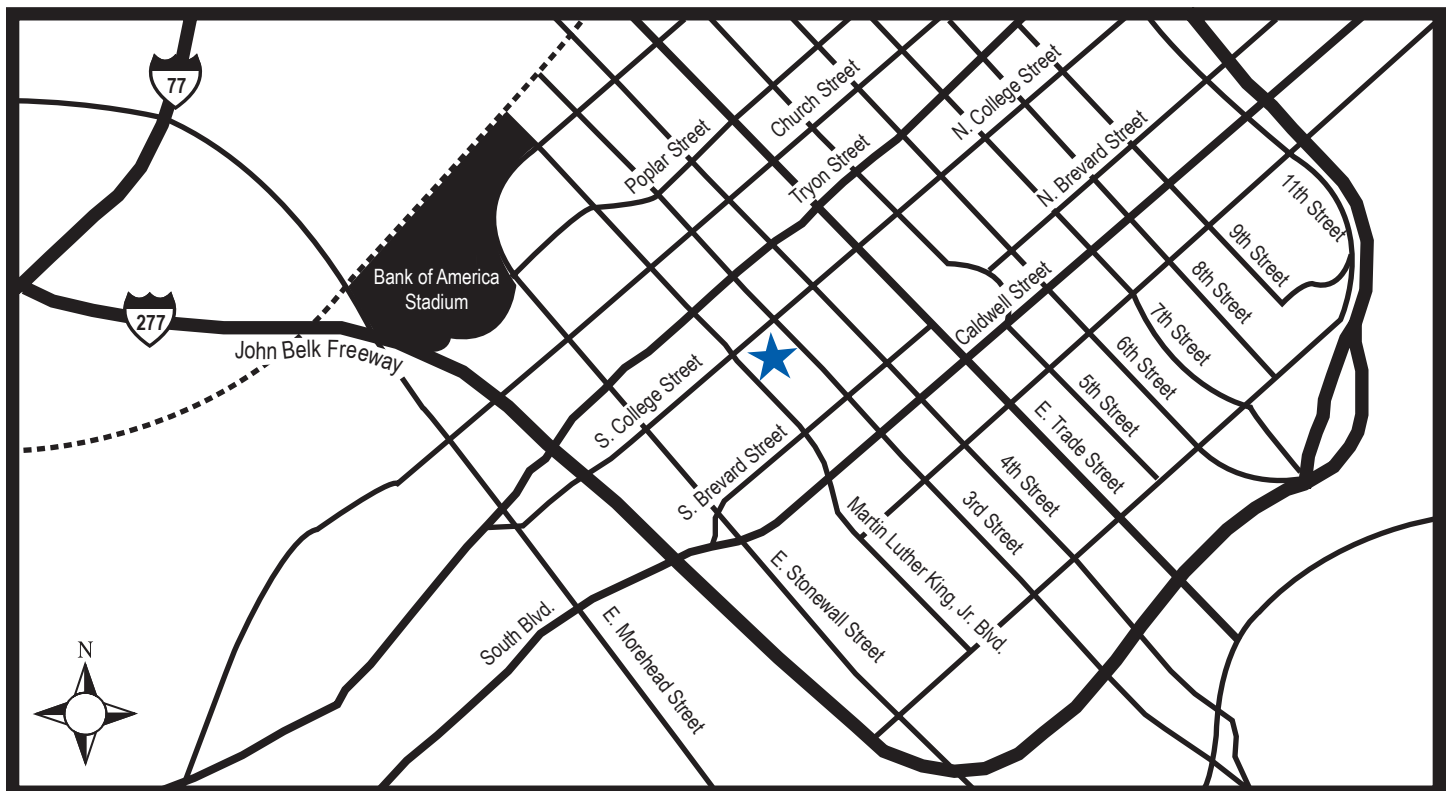 77
Church Street
N. College Street
Poplar Street
Tryon Street
N. Brevard Street
11th Street
9th Street
8th Street
7th Street
6th Street
5th Street
Bank of America
Stadium
277
John Belk Freeway
Caldwell Street
S. College Street
E. Trade Street
S. Brevard Street
4th Street
3rd Street
Martin Luther King, Jr. Blvd.
E. Stonewall Street
South Blvd.
E. Morehead Street
N